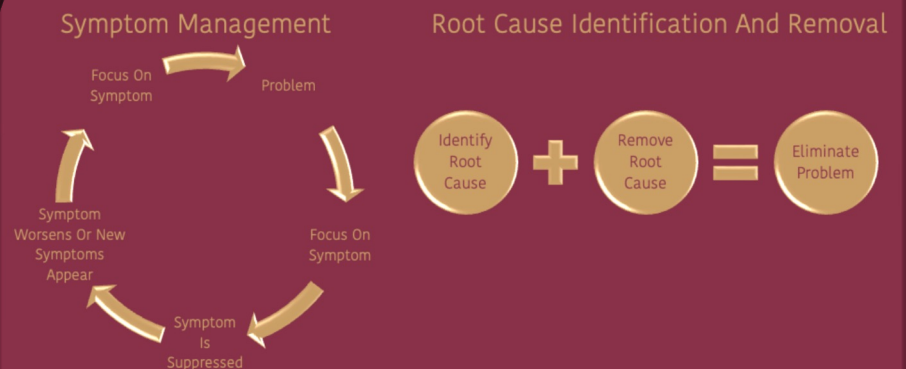 Symptom Management
Root Cause Identification And Removal
Focus On
Symptom
Problem
Focus On
Symptom
Symptom
Is
Suppressed
Symptom
Worsens Or New
Symptoms
Appear
Identify
Root
Cause
Remove
Root
Cause
Eliminate
Problem